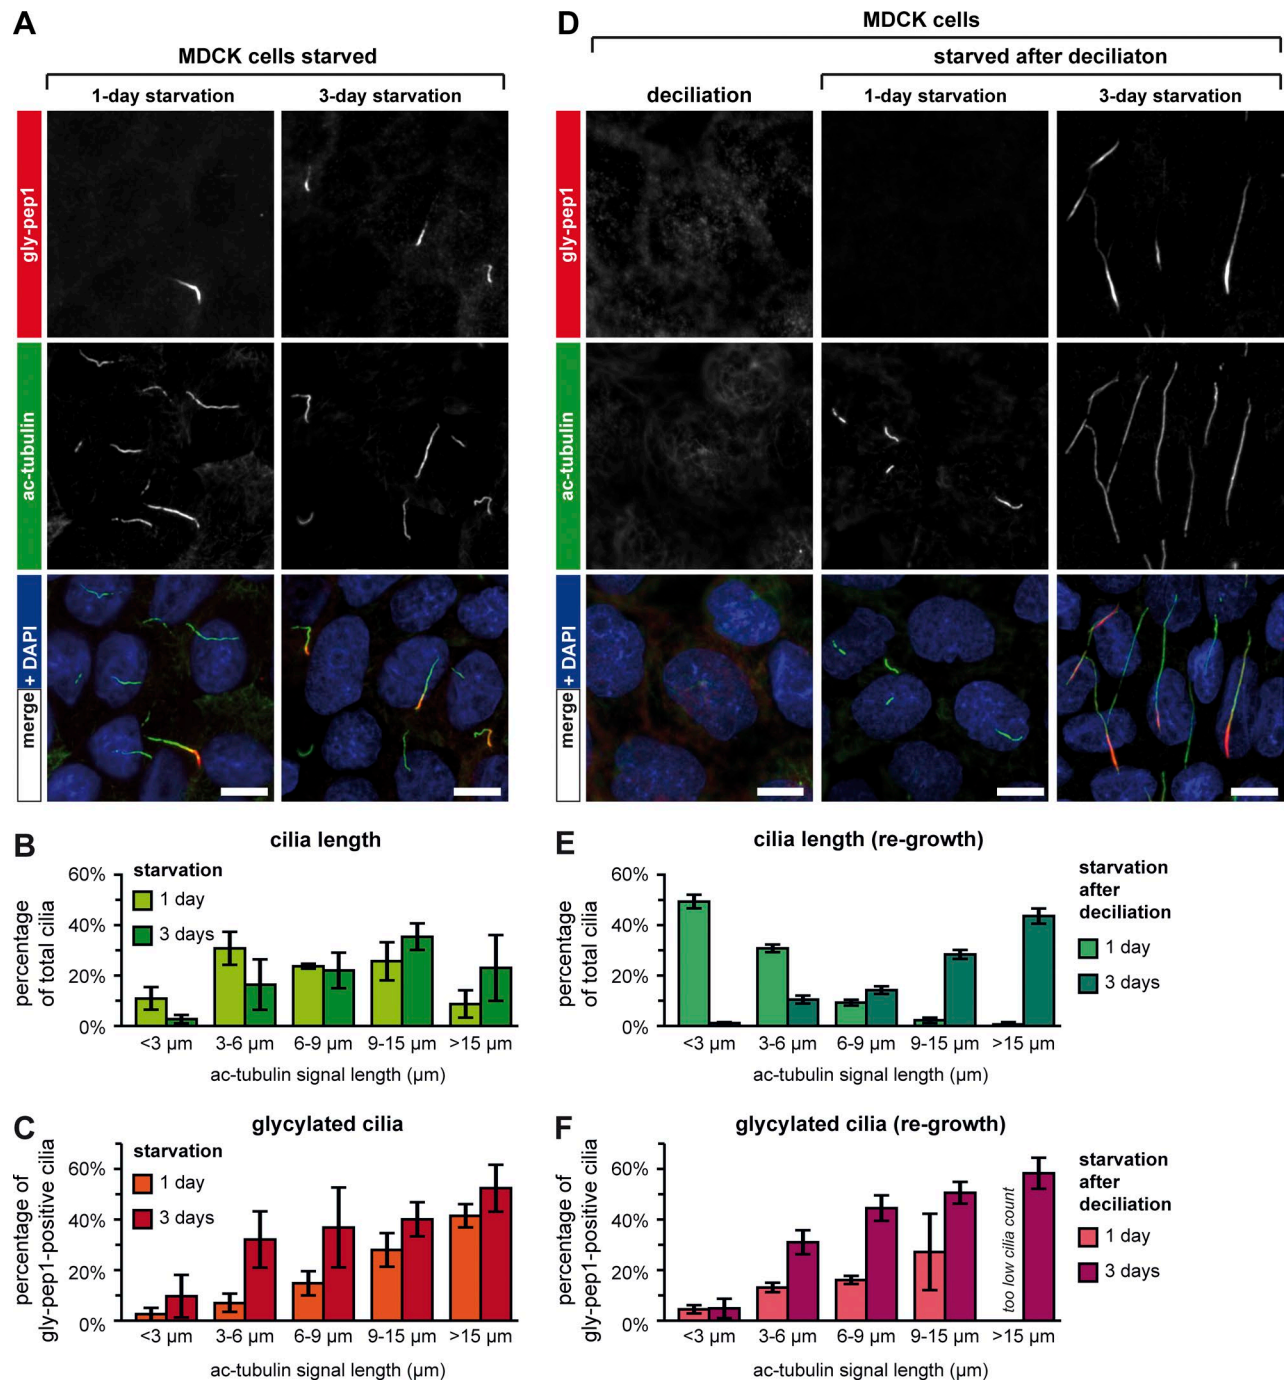 A
MDCK cells starved
1-day starvation
3-day starvation
gly-pep1
ac-tubulin
merge + DAPI
D
MDCK cells
starved after deciliaton
deciliation
1-day starvation
3-day starvation
gly-pep1
ac-tubulin
merge + DAPI
B
cilia length
starvation
1 day
3 days
percentage
of total cilia
60%
40%
20%
0%
<3 µm
3-6 µm
6-9 µm
9-15 µm
>15 µm
ac-tubulin signal length (µm)
E
cilia length (re-growth)
starvation
after
deciliation
1 day
3 days
percentage
of total cilia
60%
40%
20%
0%
<3 µm
3-6 µm
6-9 µm
9-15 µm
>15 µm
ac-tubulin signal length (µm)
C
glycylated cilia
starvation
1 day
3 days
percentage of
gly-pep1-positive cilia
60%
40%
20%
0%
<3 µm
3-6 µm
6-9 µm
9-15 µm
>15 µm
ac-tubulin signal length (µm)
F
glycylated cilia (re-growth)
starvation
after
deciliation
1 day
3 days
percentage of
gly-pep1-positive cilia
60%
40%
20%
0%
too low cilia count
<3 µm
3-6 µm
6-9 µm
9-15 µm
>15 µm
ac-tubulin signal length (µm)